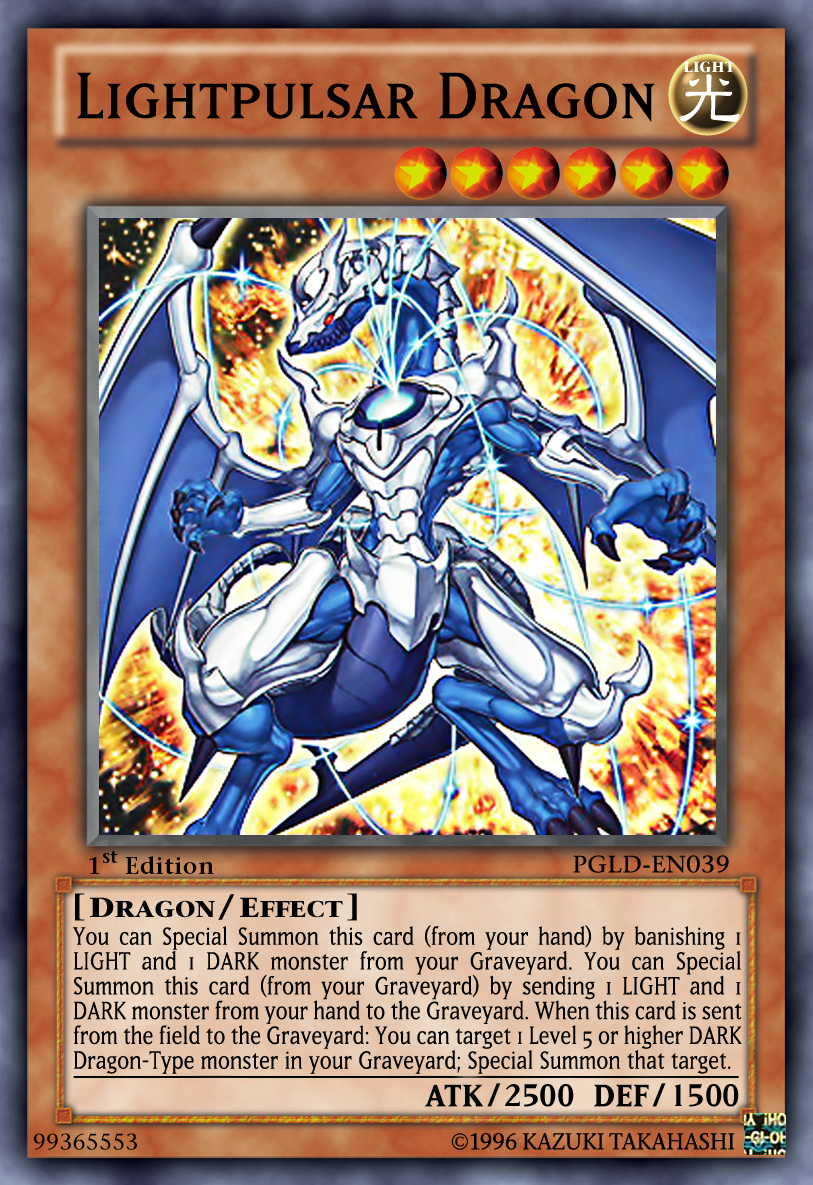 LIGHTPULSAR DRAGON
LIGHT
光
1st Edition
PGLD-EN039
[DRAGON/EFFECT]
You can Special Summon this card (from your hand) by banishing 1
LIGHT and 1 DARK monster from your Graveyard. You can Special
Summon this card (from your Graveyard) by sending 1 LIGHT and 1
DARK monster from your hand to the Graveyard. When this card is sent
from the field to the Graveyard: You can target 1 Level 5 or higher DARK
Dragon-Type monster in your Graveyard; Special Summon that target.
ATK/2500 DEF/1500
99365553
©1996 KAZUKI TAKAHASHI